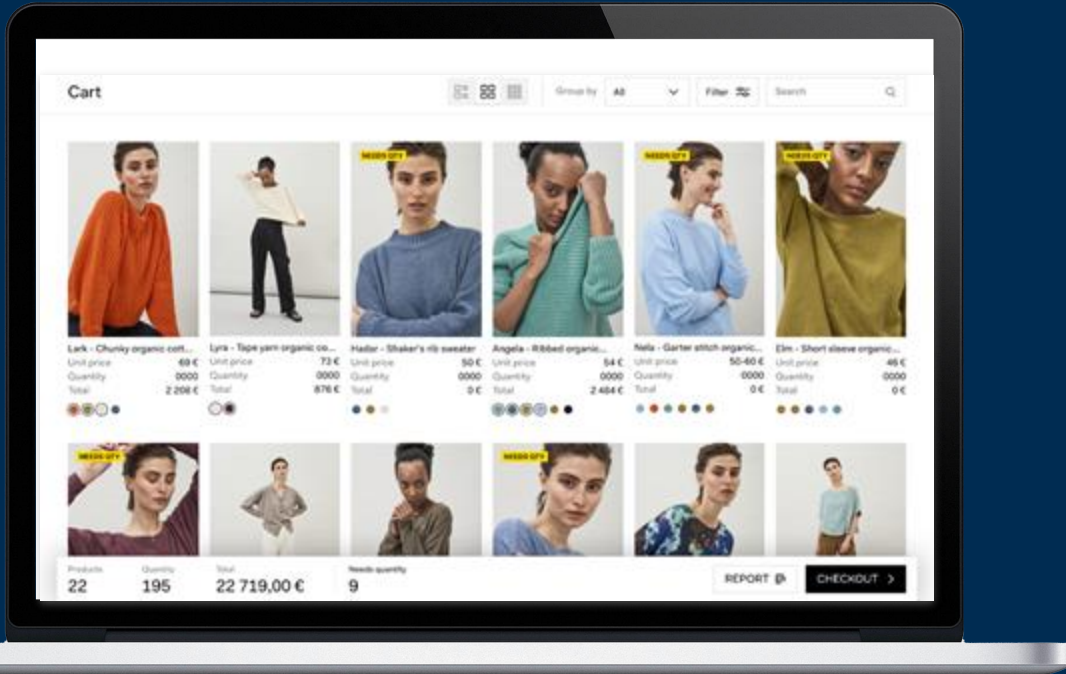 Cart
Group by All Filter Search
NEEDS QTY NEEDS QTY NEEDS QTY
Lark - Chunky organic cott... Lyra - Tape yarn organic co... Hadar - Shaker's rib sweater Angela - Ribbed organic... Nela - Garter stitch organic... Elm - Short sleeve organic...
Unit price 69 € Unit price 73 € Unit price 50 € Unit price 54 € Unit price 50-60 € Unit price 46 €
Quantity 0000 Quantity 0000 Quantity 0000 Quantity 0000 Quantity 0000 Quantity 0000
Total 2 208 € Total 876 € Total 0 € Total 2 484 € Total 0 € Total 0 €
NEEDS QTY NEEDS QTY
Products Quantity Total Needs quantity
22 195 22 719,00 € 9 REPORT CHECKOUT